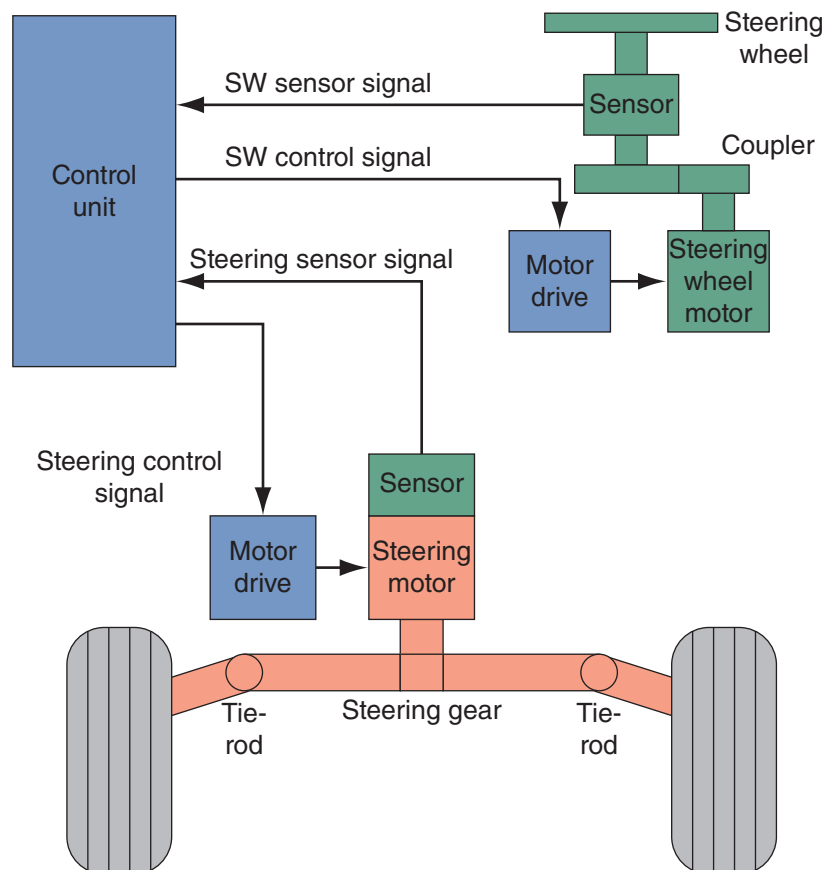 Steering
wheel
SW sensor signal
Sensor
SW control signal
Coupler
Control
unit
Steering sensor signal
Motor
drive
Steering
wheel
motor
Steering control
signal
Sensor
Motor
drive
Steering
motor
Tie-
rod
Steering gear
Tie-
rod